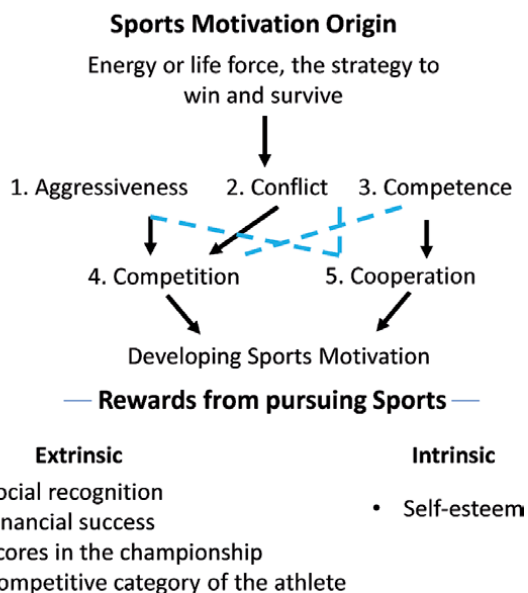 Sports Motivation Origin
Energy or life force, the strategy to
win and survive
1. Aggressiveness 2. Conflict 3. Competence
4. Competition 5. Cooperation
Developing Sports Motivation
Rewards from pursuing Sports
Extrinsic Intrinsic
ocial recognition
• Self-esteem
inancial success
cores in the championship
ompetitive category of the athlete